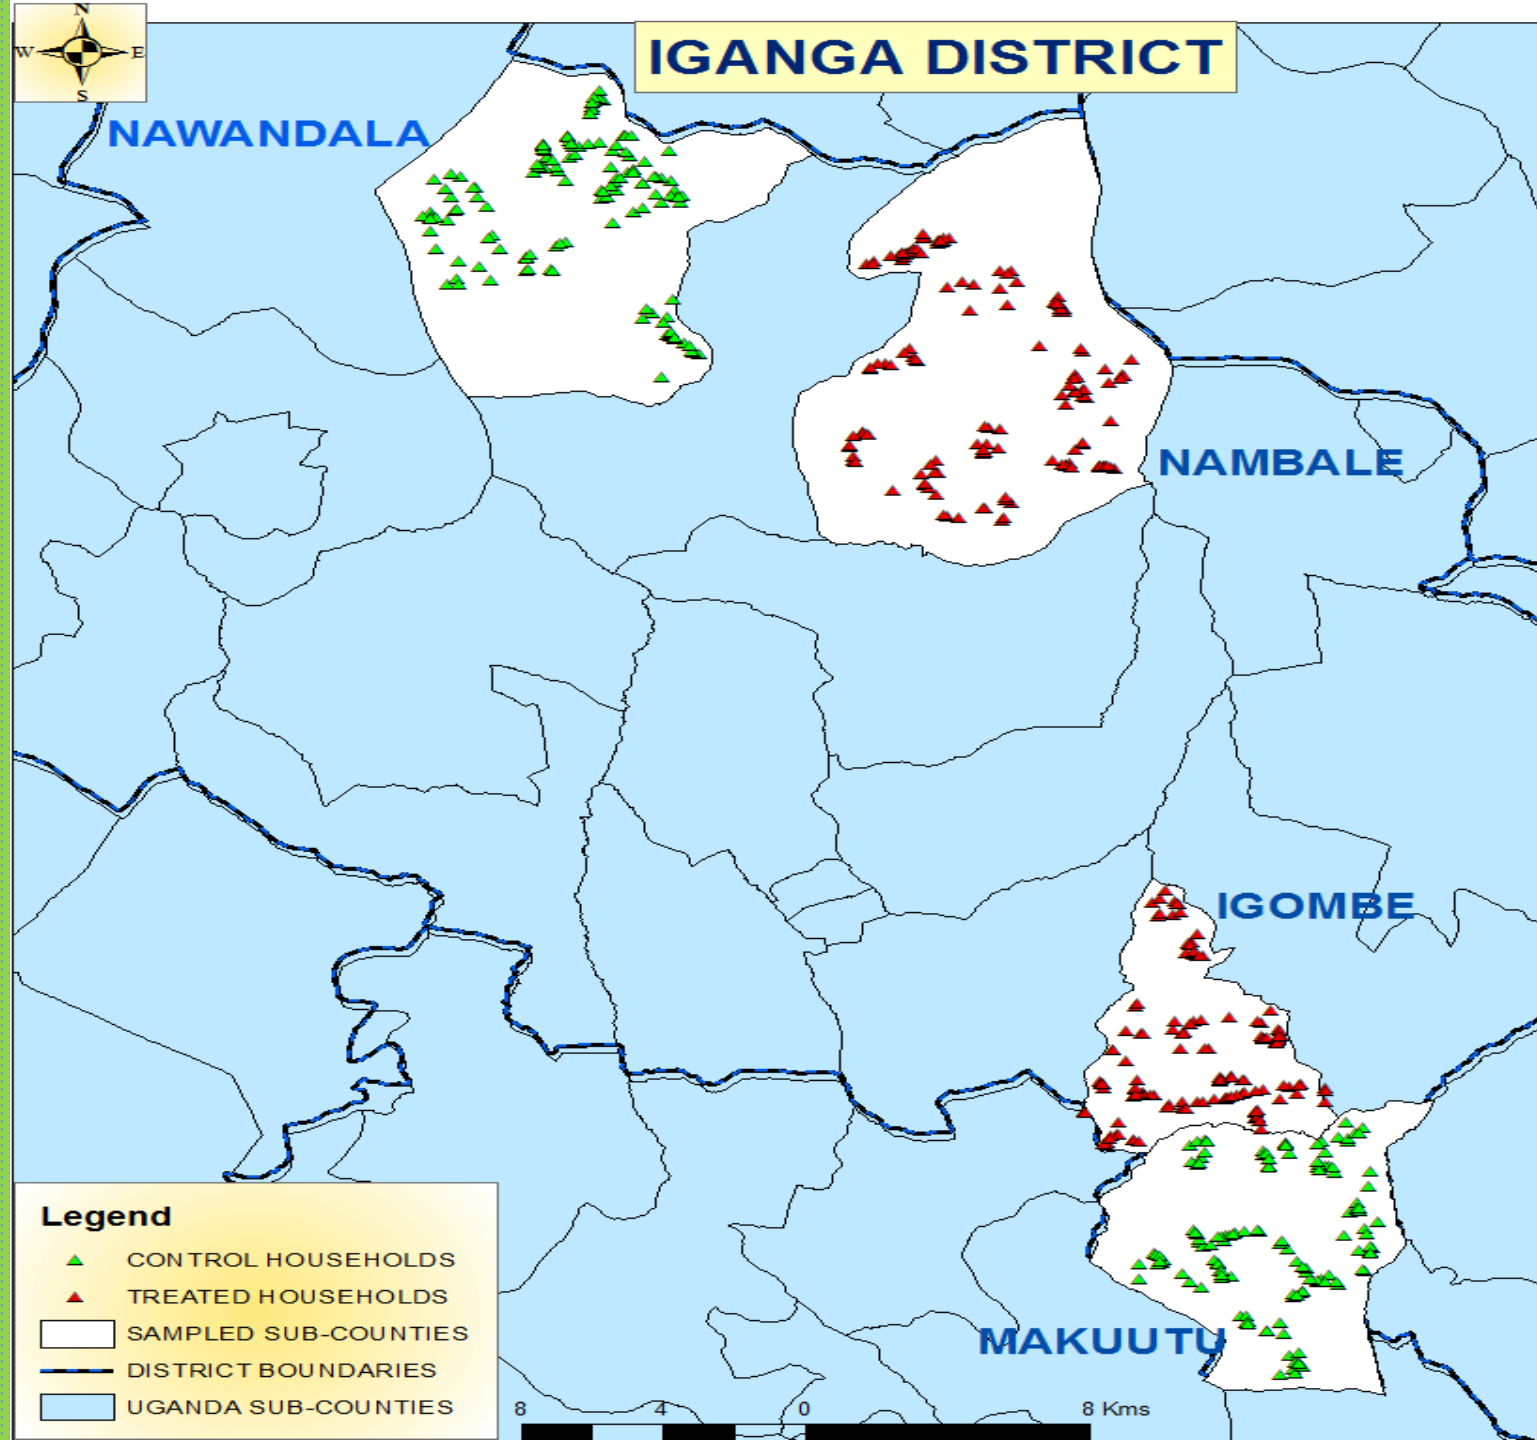 N
W E
S
IGANGA DISTRICT
NAWANDALA
NAMBALE
IGOMBE
MAKUUTU
Legend
CONTROL HOUSEHOLDS
TREATED HOUSEHOLDS
SAMPLED SUB-COUNTIES
DISTRICT BOUNDARIES
UGANDA SUB-COUNTIES
8 4 0 8 Kms